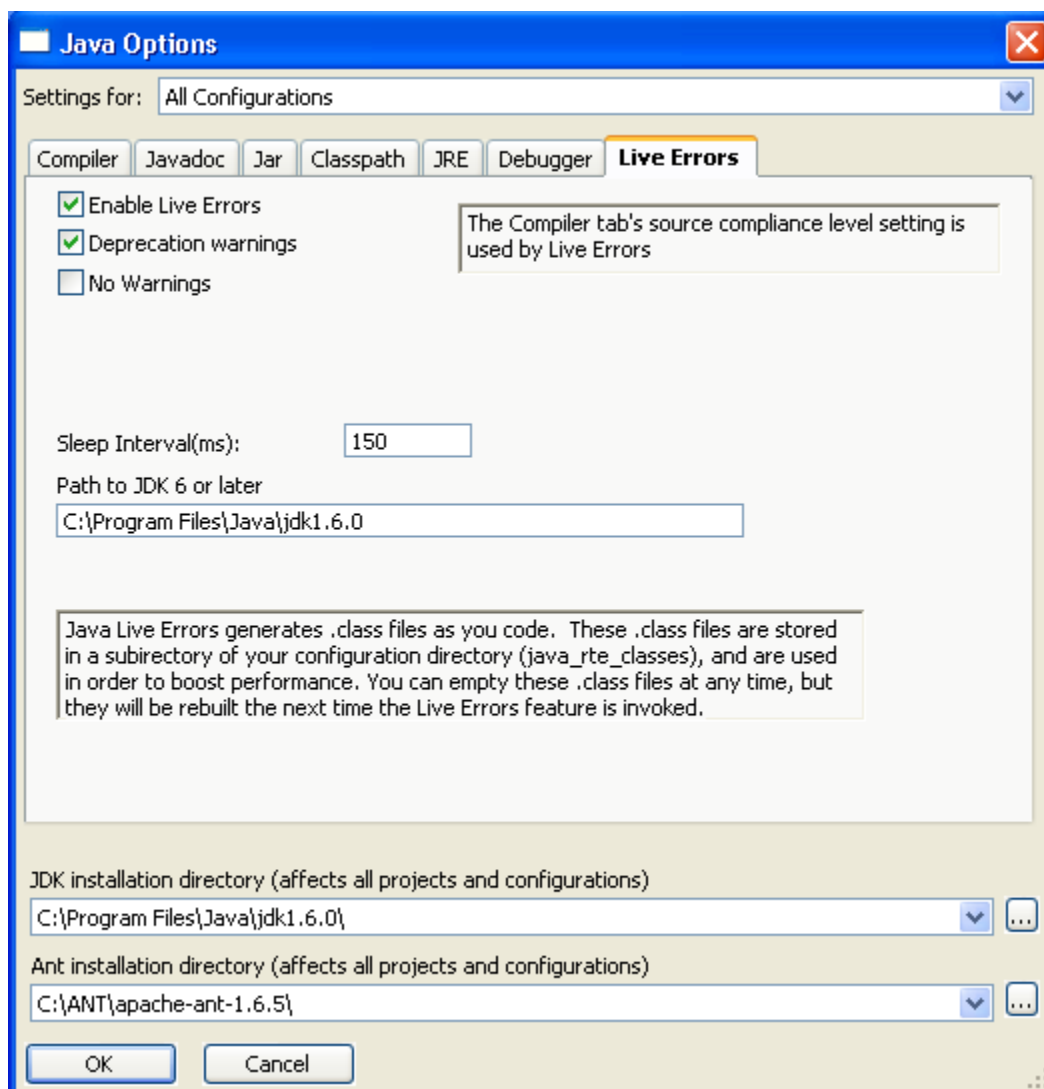 Java Options
Settings for: All Configurations
Compiler Javadoc Jar Classpath JRE Debugger Live Errors
Enable Live Errors
Deprecation warnings
No Warnings
The Compiler tab's source compliance level setting is
used by Live Errors
Sleep Interval(ms): 150
Path to JDK 6 or later
C:\Program Files\Java\jdk1.6.0
Java Live Errors generates .class files as you code.  These .class files are stored
in a subirectory of your configuration directory (java_rte_classes), and are used
in order to boost performance. You can empty these .class files at any time, but
they will be rebuilt the next time the Live Errors feature is invoked.
JDK installation directory (affects all projects and configurations)
C:\Program Files\Java\jdk1.6.0\
...
Ant installation directory (affects all projects and configurations)
C:\ANT\apache-ant-1.6.5\
...
OK Cancel